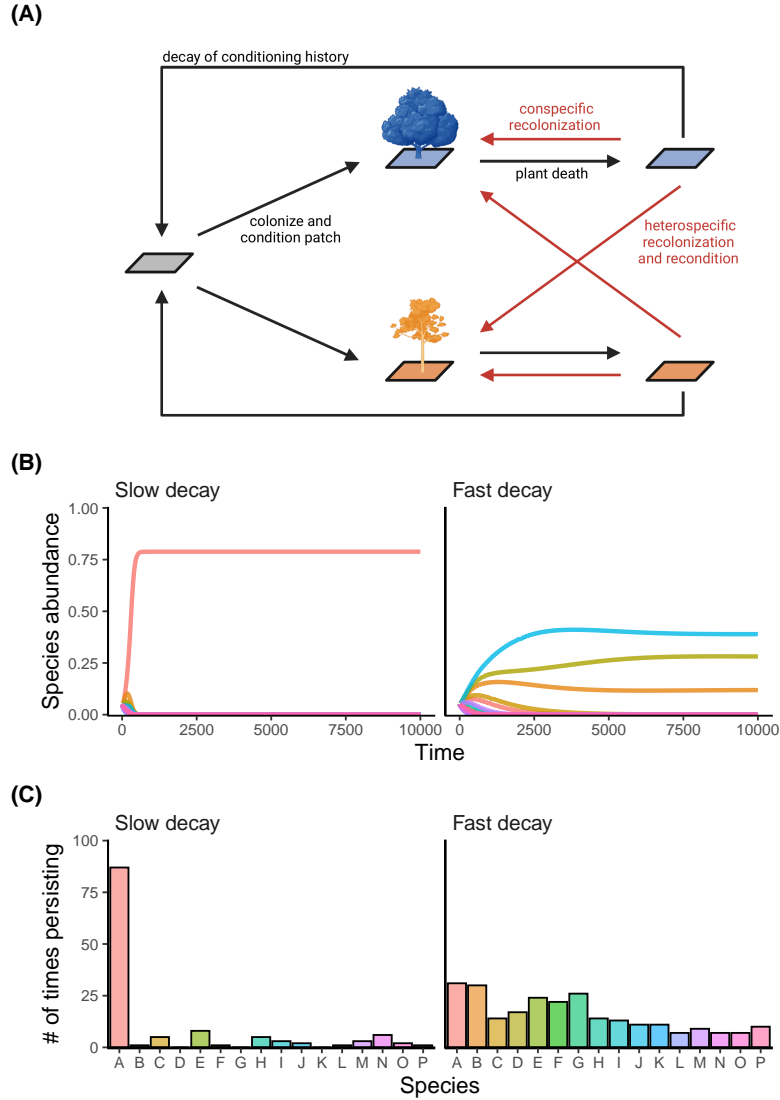 (A)
decay of conditioning history
conspecific
recolonization
plant death
colonize and
condition patch
heterospecific
recolonization
and recondition
(B)
Slow decay
Fast decay
1.00
0.75
0.50
0.25
0.00
Species abundance
0 2500 5000 7500 10000
0 2500 5000 7500 10000
Time
(C)
Slow decay
Fast decay
100
75
50
25
0
# of times persisting
A B C D E F G H I J K L M N O P
A B C D E F G H I J K L M N O P
Species